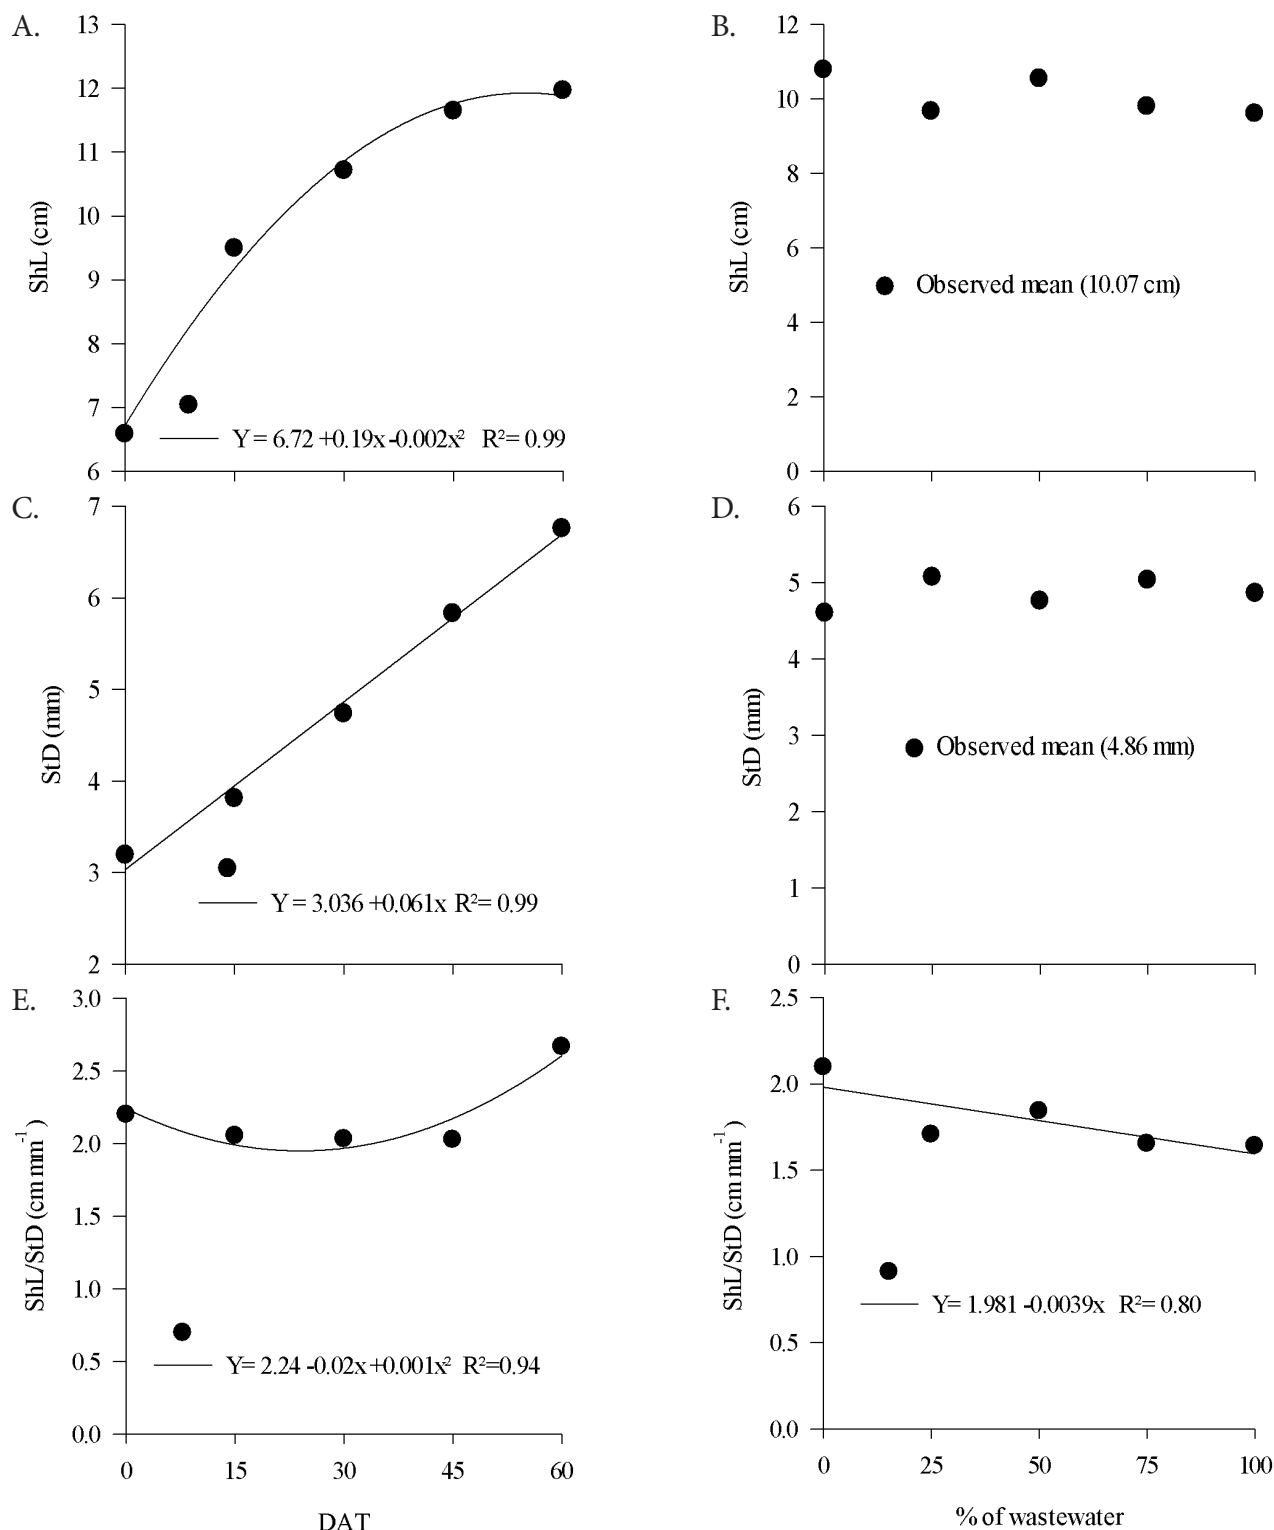 A.
13
12
11
10
9
8
7
6
ShL (cm)
Y = 6.72 +0.19x -0.002x² R² = 0.99
B.
12
10
8
6
4
2
0
ShL (cm)
Observed mean (10.07 cm)
C.
7
6
5
4
3
2
StD (mm)
Y = 3.036 +0.061x R² = 0.99
D.
6
5
4
3
2
1
0
StD (mm)
Observed mean (4.86 mm)
E.
3.0
2.5
2.0
1.5
1.0
0.5
0.0
ShL/StD (cm mm⁻¹)
Y= 2.24 -0.02x +0.001x² R²=0.94
0 15 30 45 60
DAT
F.
2.5
2.0
1.5
1.0
0.5
0.0
ShL/StD (cm mm⁻¹)
Y= 1.981 -0.0039x R² = 0.80
0 25 50 75 100
% of wastewater